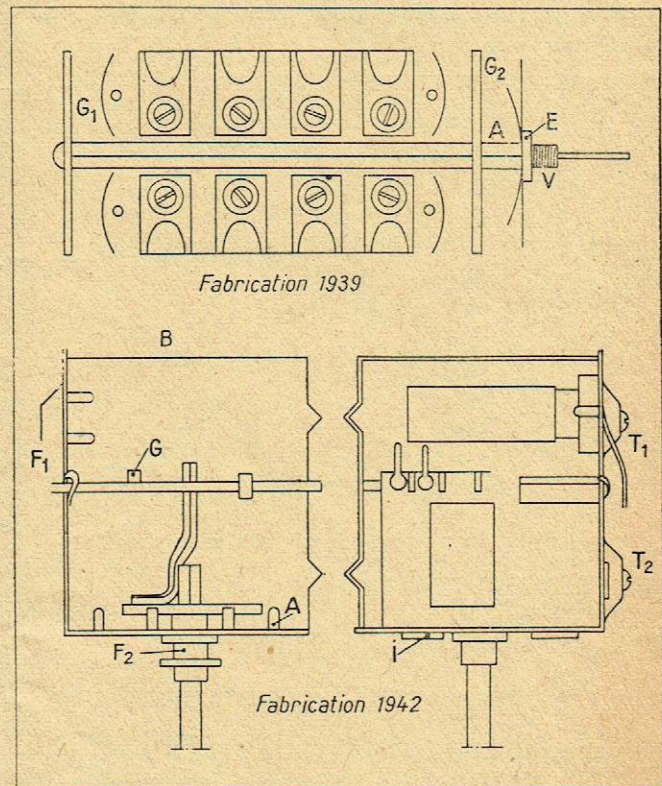 G1
G2
A
E
V
Fabrication 1939
B
G
F1
A
F2
T1
T2
i
Fabrication 1942